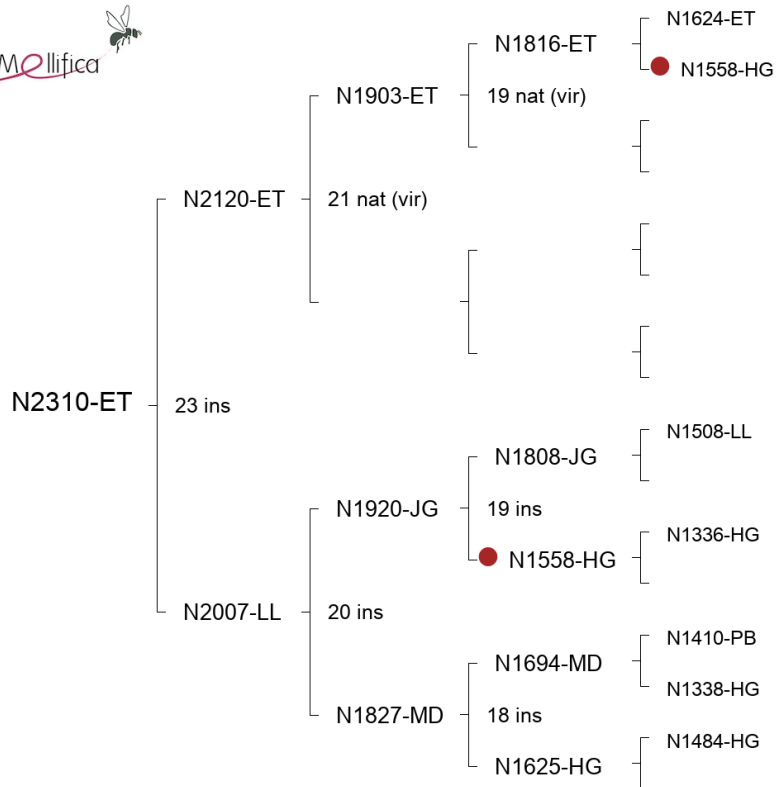 Mellifica
N1624-ET
N1816-ET
N1558-HG
N1903-ET
19 nat (vir)
N2120-ET
21 nat (vir)
N2310-ET
23 ins
N1508-LL
N1808-JG
N1920-JG
19 ins
N1336-HG
N1558-HG
N2007-LL
20 ins
N1410-PB
N1694-MD
N1338-HG
N1827-MD
18 ins
N1484-HG
N1625-HG